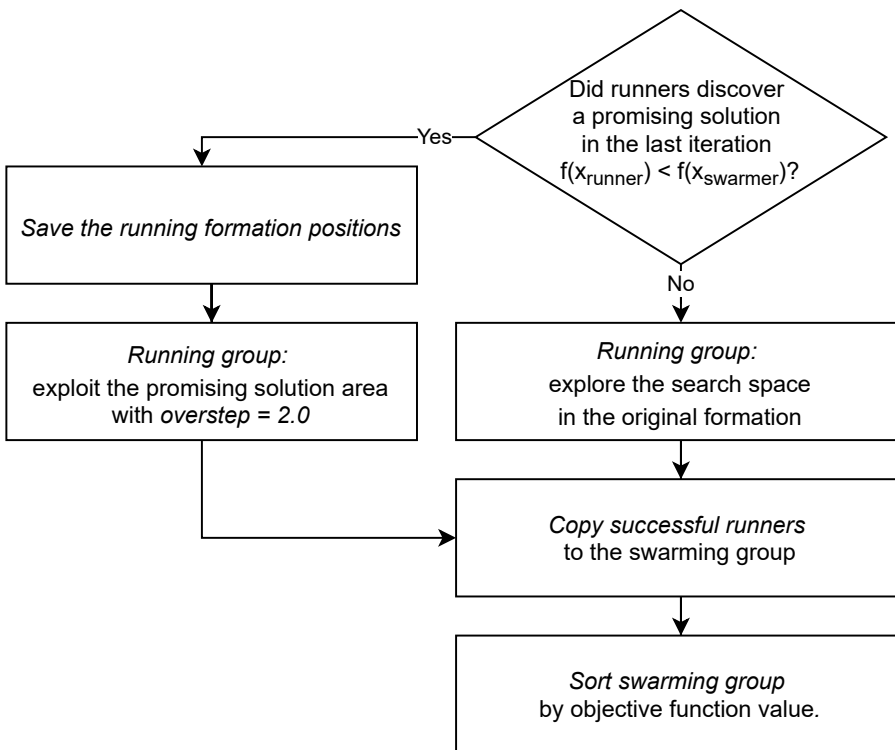 Did runners discover
a promising solution
in the last iteration
f(x_runner) < f(x_swarmer)?
Yes
No
Save the running formation positions
Running group:
exploit the promising solution area
with overstep = 2.0
Running group:
explore the search space
in the original formation
Copy successful runners
to the swarming group
Sort swarming group
by objective function value.